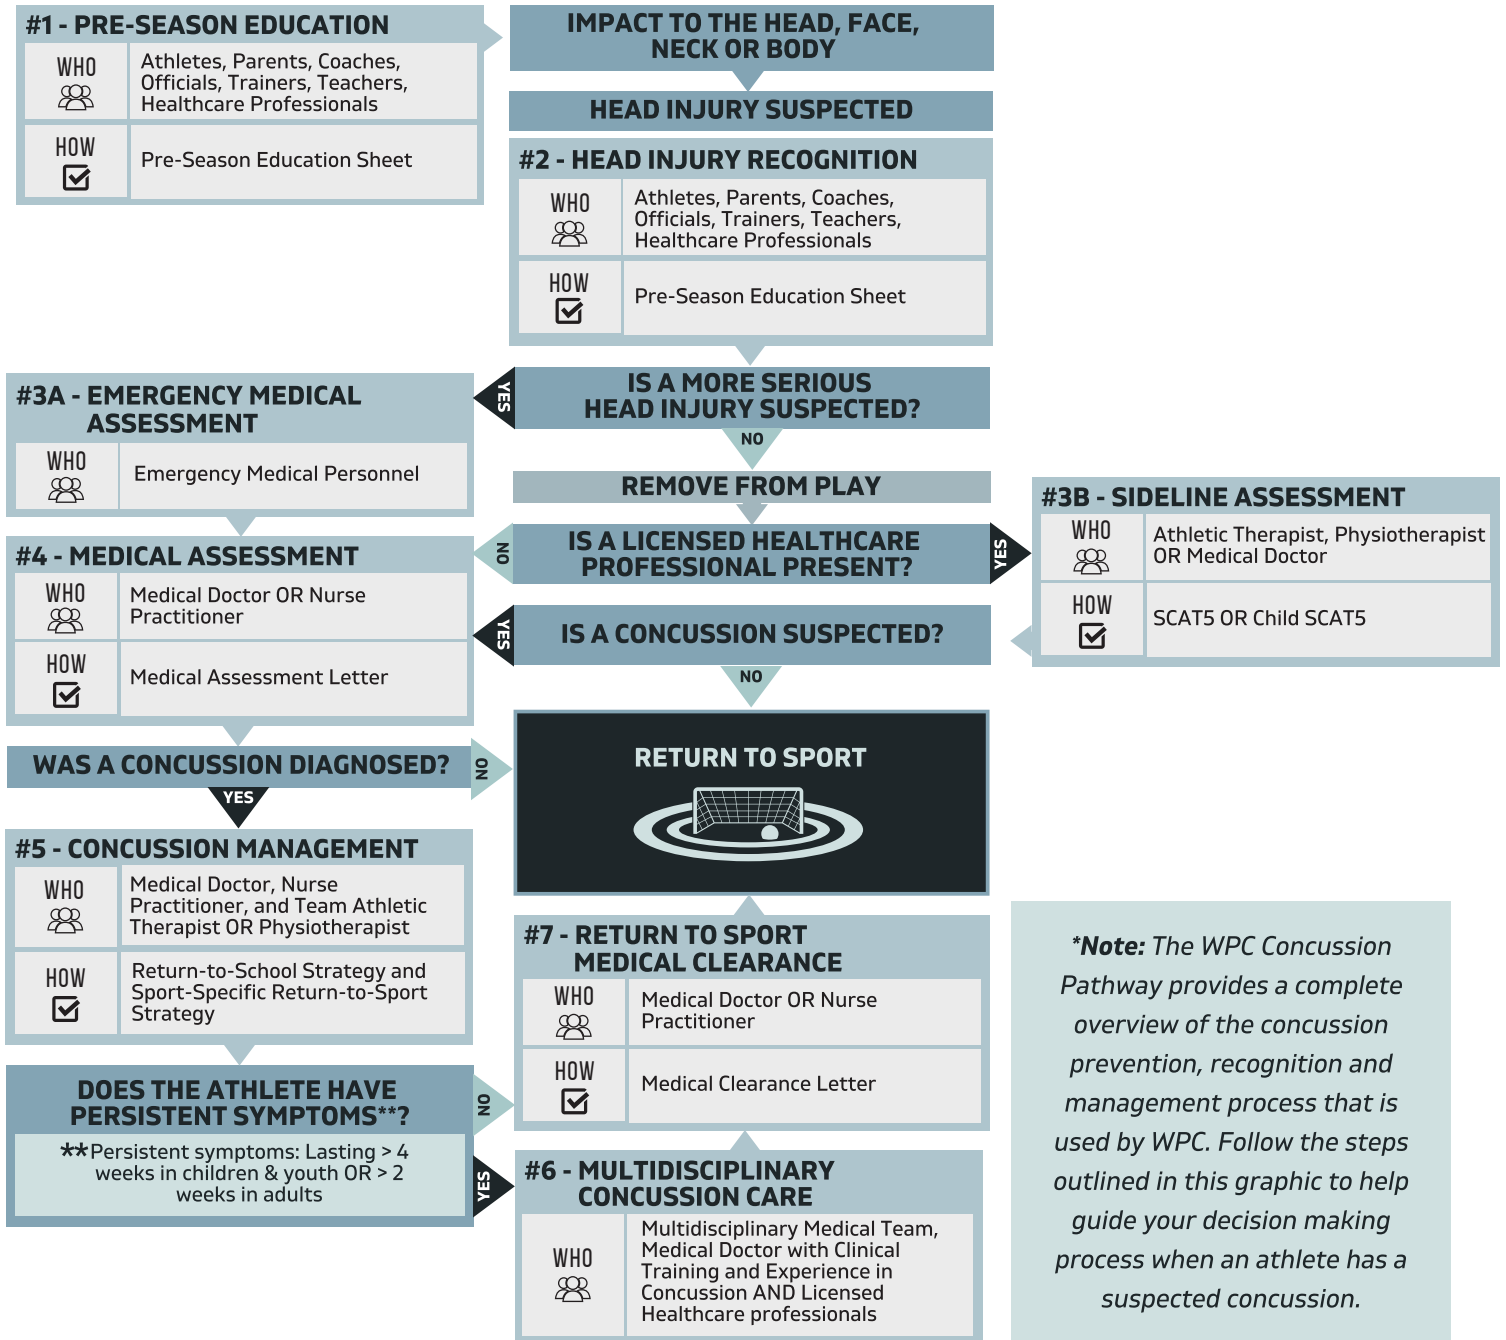 #1 - PRE-SEASON EDUCATION
WHO
Athletes, Parents, Coaches,
Officials, Trainers, Teachers,
Healthcare Professionals
HOW
Pre-Season Education Sheet
IMPACT TO THE HEAD, FACE,
NECK OR BODY
HEAD INJURY SUSPECTED
#2 - HEAD INJURY RECOGNITION
WHO
Athletes, Parents, Coaches,
Officials, Trainers, Teachers,
Healthcare Professionals
HOW
Pre-Season Education Sheet
IS A MORE SERIOUS
HEAD INJURY SUSPECTED?
YES
NO
#3A - EMERGENCY MEDICAL
ASSESSMENT
WHO
Emergency Medical Personnel
REMOVE FROM PLAY
IS A LICENSED HEALTHCARE
PROFESSIONAL PRESENT?
NO
YES
#3B - SIDELINE ASSESSMENT
WHO
Athletic Therapist, Physiotherapist
OR Medical Doctor
HOW
SCAT5 OR Child SCAT5
IS A CONCUSSION SUSPECTED?
YES
NO
#4 - MEDICAL ASSESSMENT
WHO
Medical Doctor OR Nurse
Practitioner
HOW
Medical Assessment Letter
WAS A CONCUSSION DIAGNOSED?
NO
YES
RETURN TO SPORT
#5 - CONCUSSION MANAGEMENT
WHO
Medical Doctor, Nurse
Practitioner, and Team Athletic
Therapist OR Physiotherapist
HOW
Return-to-School Strategy and
Sport-Specific Return-to-Sport
Strategy
DOES THE ATHLETE HAVE
PERSISTENT SYMPTOMS**?
**Persistent symptoms: Lasting > 4
weeks in children & youth OR > 2
weeks in adults
NO
YES
#7 - RETURN TO SPORT
MEDICAL CLEARANCE
WHO
Medical Doctor OR Nurse
Practitioner
HOW
Medical Clearance Letter
#6 - MULTIDISCIPLINARY
CONCUSSION CARE
WHO
Multidisciplinary Medical Team,
Medical Doctor with Clinical
Training and Experience in
Concussion AND Licensed
Healthcare professionals
*Note: The WPC Concussion
Pathway provides a complete
overview of the concussion
prevention, recognition and
management process that is
used by WPC. Follow the steps
outlined in this graphic to help
guide your decision making
process when an athlete has a
suspected concussion.